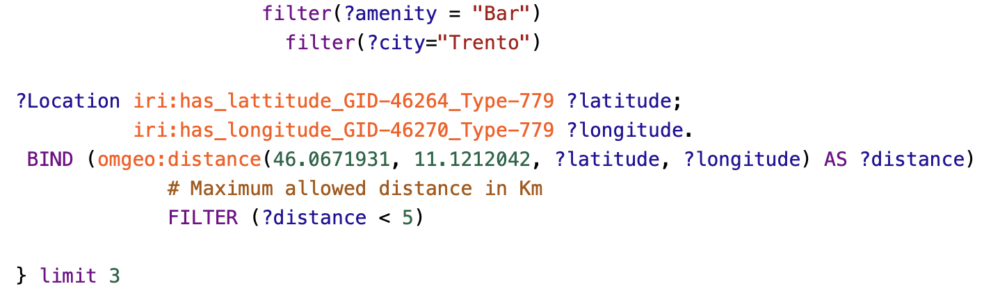 filter(?amenity = "Bar")
filter(?city="Trento")
?Location iri:has_lattitude_GID-46264_Type-779 ?latitude;
iri:has_longitude_GID-46270_Type-779 ?longitude.
BIND (omgeo:distance(46.0671931, 11.1212042, ?latitude, ?longitude) AS ?distance)
# Maximum allowed distance in Km
FILTER (?distance < 5)
} limit 3